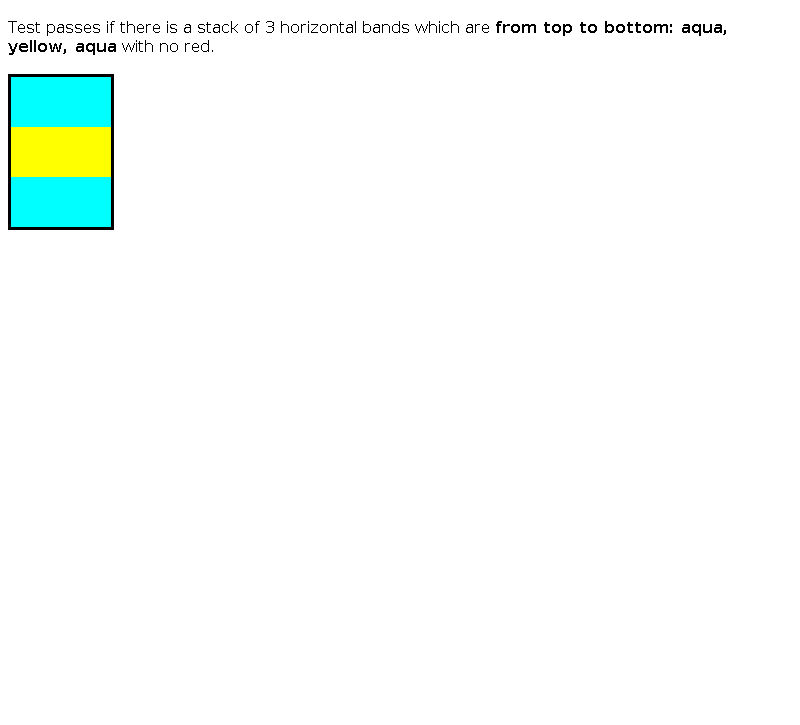 Test passes if there is a stack of 3 horizontal bands which are from top to bottom: aqua,
yellow, aqua with no red.